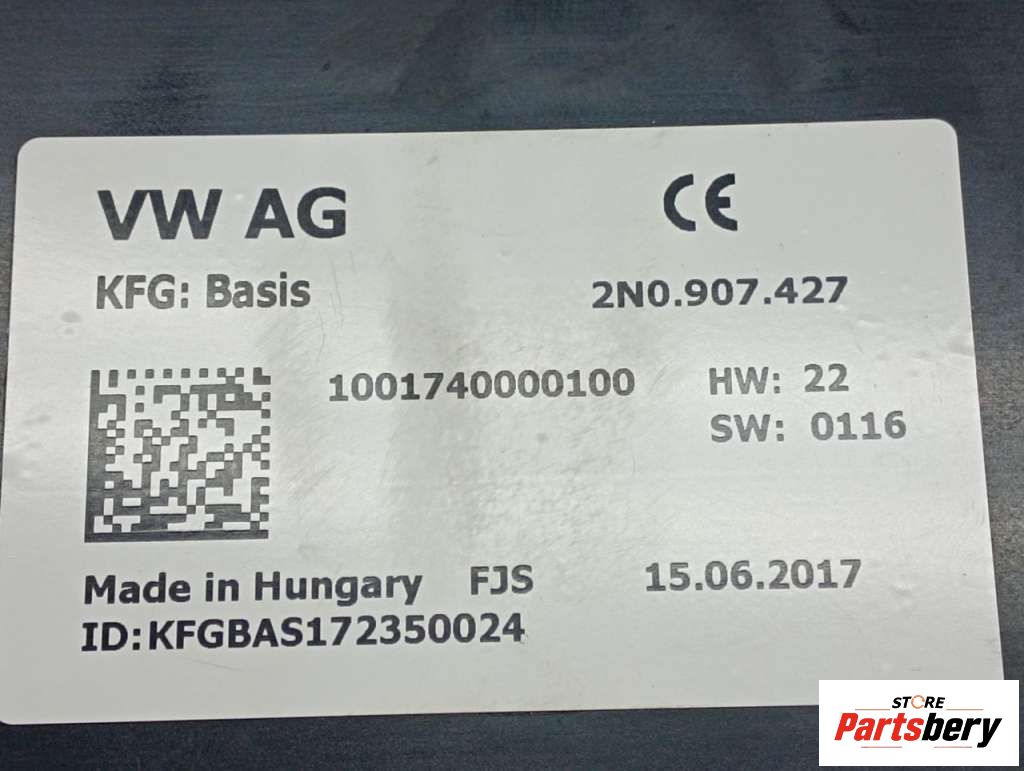 VW AG
CE
KFG: Basis
2N0.907.427
1001740000100
HW: 22
SW: 0116
Made in Hungary FJS
15.06.2017
ID:KFGBAS172350024
STORE
Partsbery